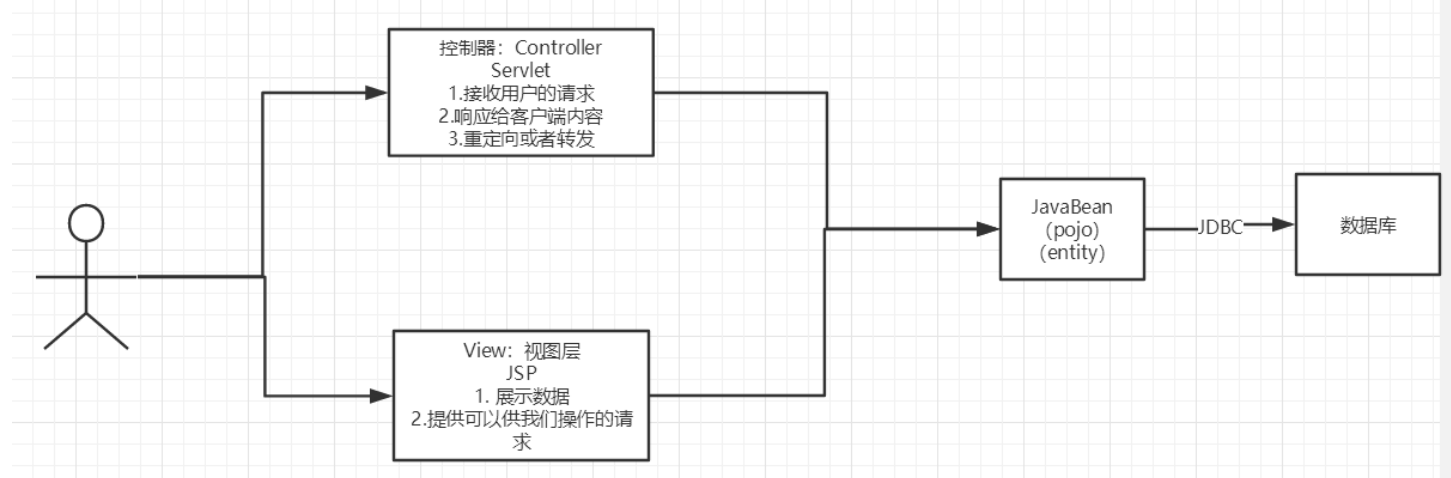 控制器：Controller
Servlet
1.接收用户的请求
2.响应给客户端内容
3.重定向或者转发
View：视图层
JSP
1. 展示数据
2.提供可以供我们操作的请
求
JavaBean
（pojo）
（entity）
JDBC
数据库